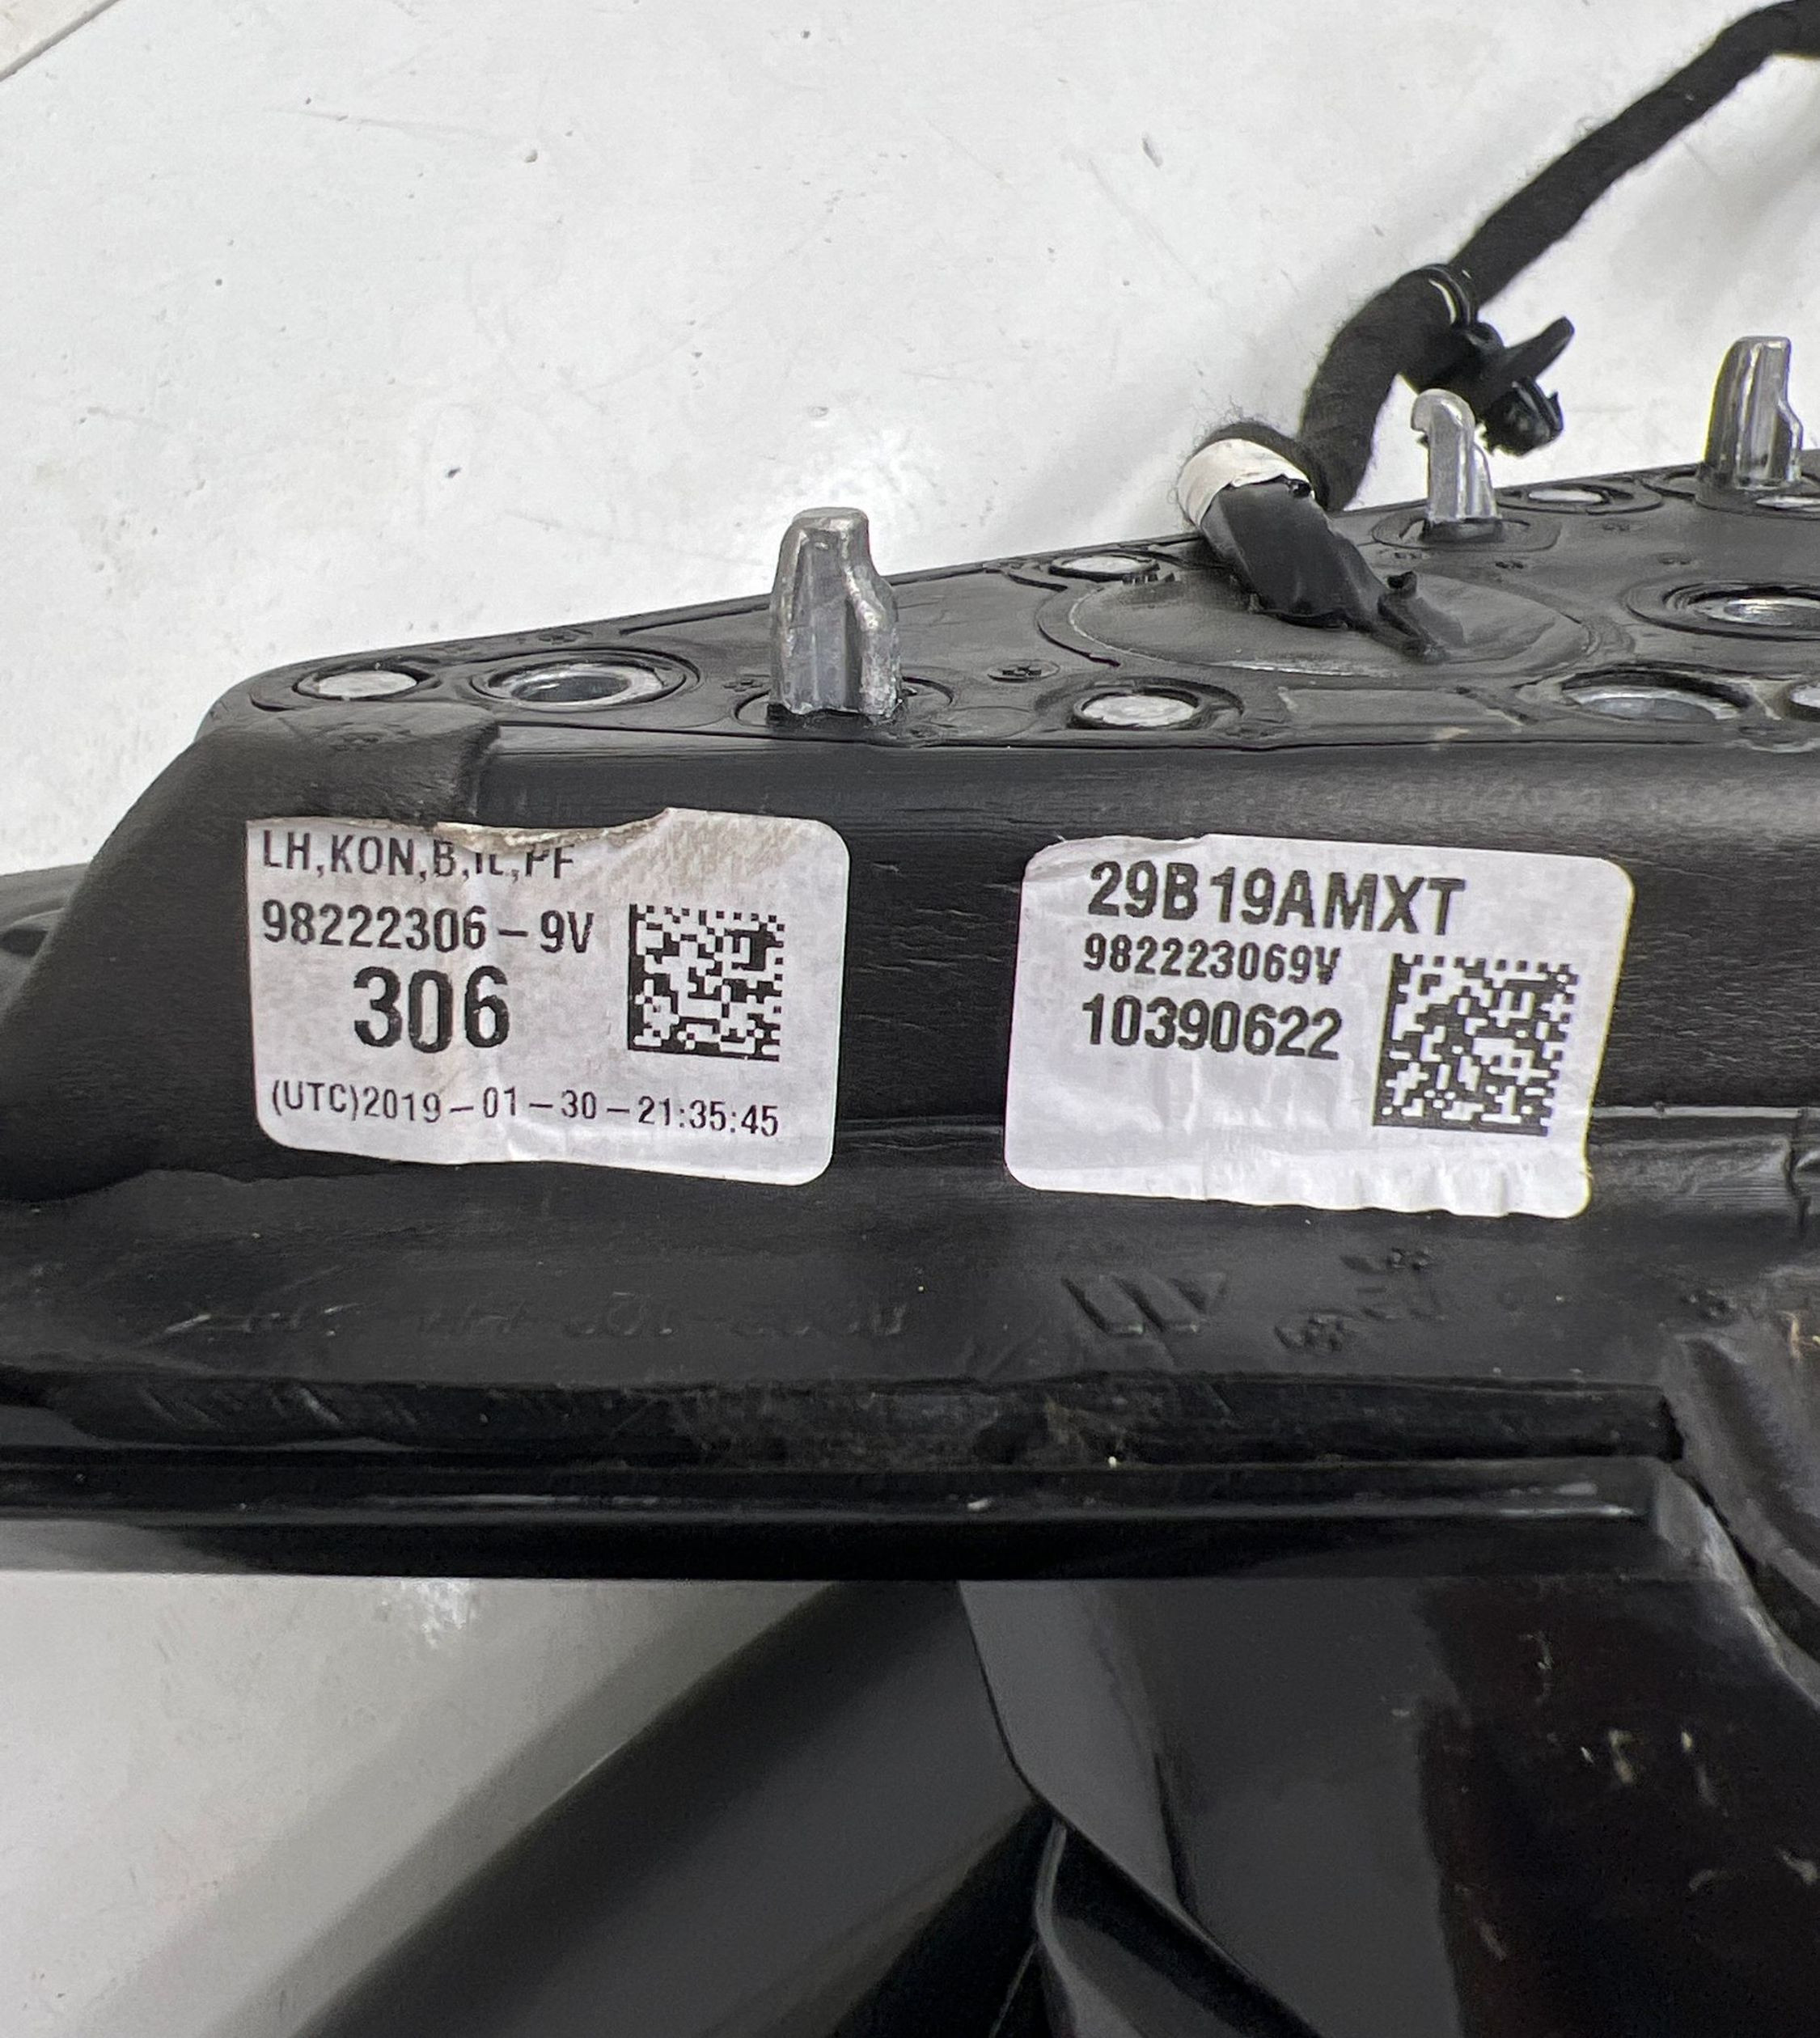 LH,KON,B,IL,PF
98222306-9V
306
(UTC)2019-01-30-21:35:45
29B19AMXT
982223069V
10390622